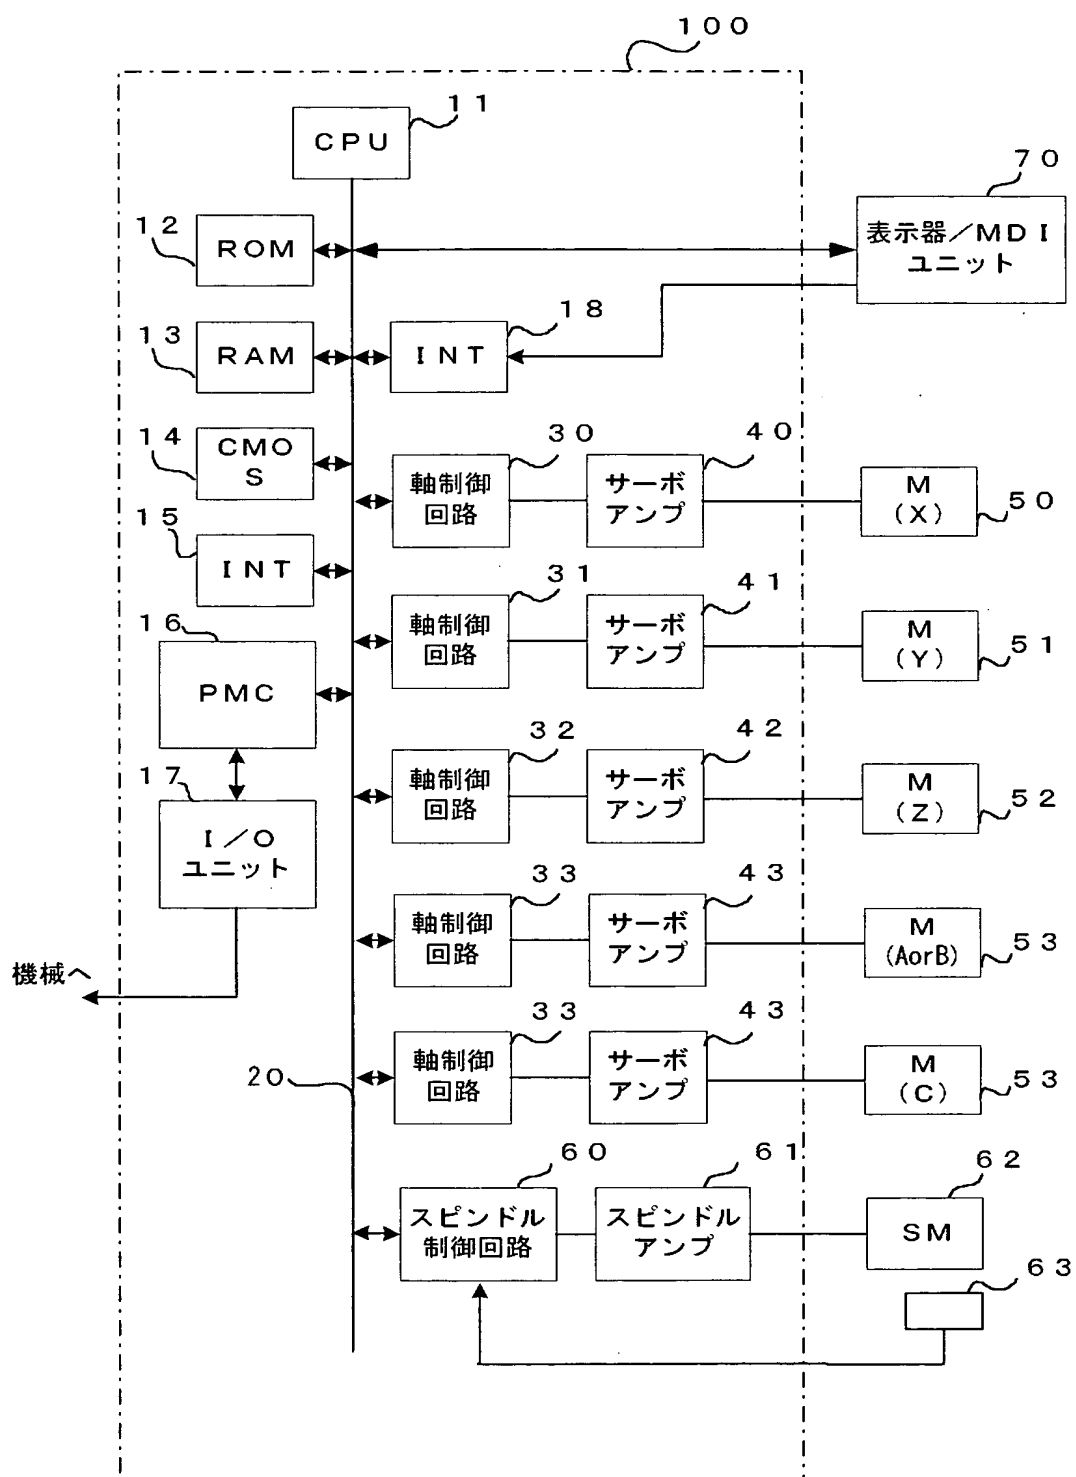 １００
１１
ＣＰＵ
７０
表示器／ＭＤＩ
ユニット
１２
ＲＯＭ
１８
ＩＮＴ
１３
ＲＡＭ
１４
ＣＭＯ
Ｓ
３０
軸制御
回路
４０
サーボ
アンプ
Ｍ
（Ｘ）
５０
１５
ＩＮＴ
３１
軸制御
回路
４１
サーボ
アンプ
Ｍ
（Ｙ）
５１
１６
ＰＭＣ
３２
軸制御
回路
４２
サーボ
アンプ
Ｍ
（Ｚ）
５２
１７
Ｉ／Ｏ
ユニット
３３
軸制御
回路
４３
サーボ
アンプ
Ｍ
(AorB)
５３
機械へ
３３
軸制御
回路
４３
サーボ
アンプ
Ｍ
（Ｃ）
５３
２０
６０
スピンドル
制御回路
６１
スピンドル
アンプ
６２
ＳＭ
６３